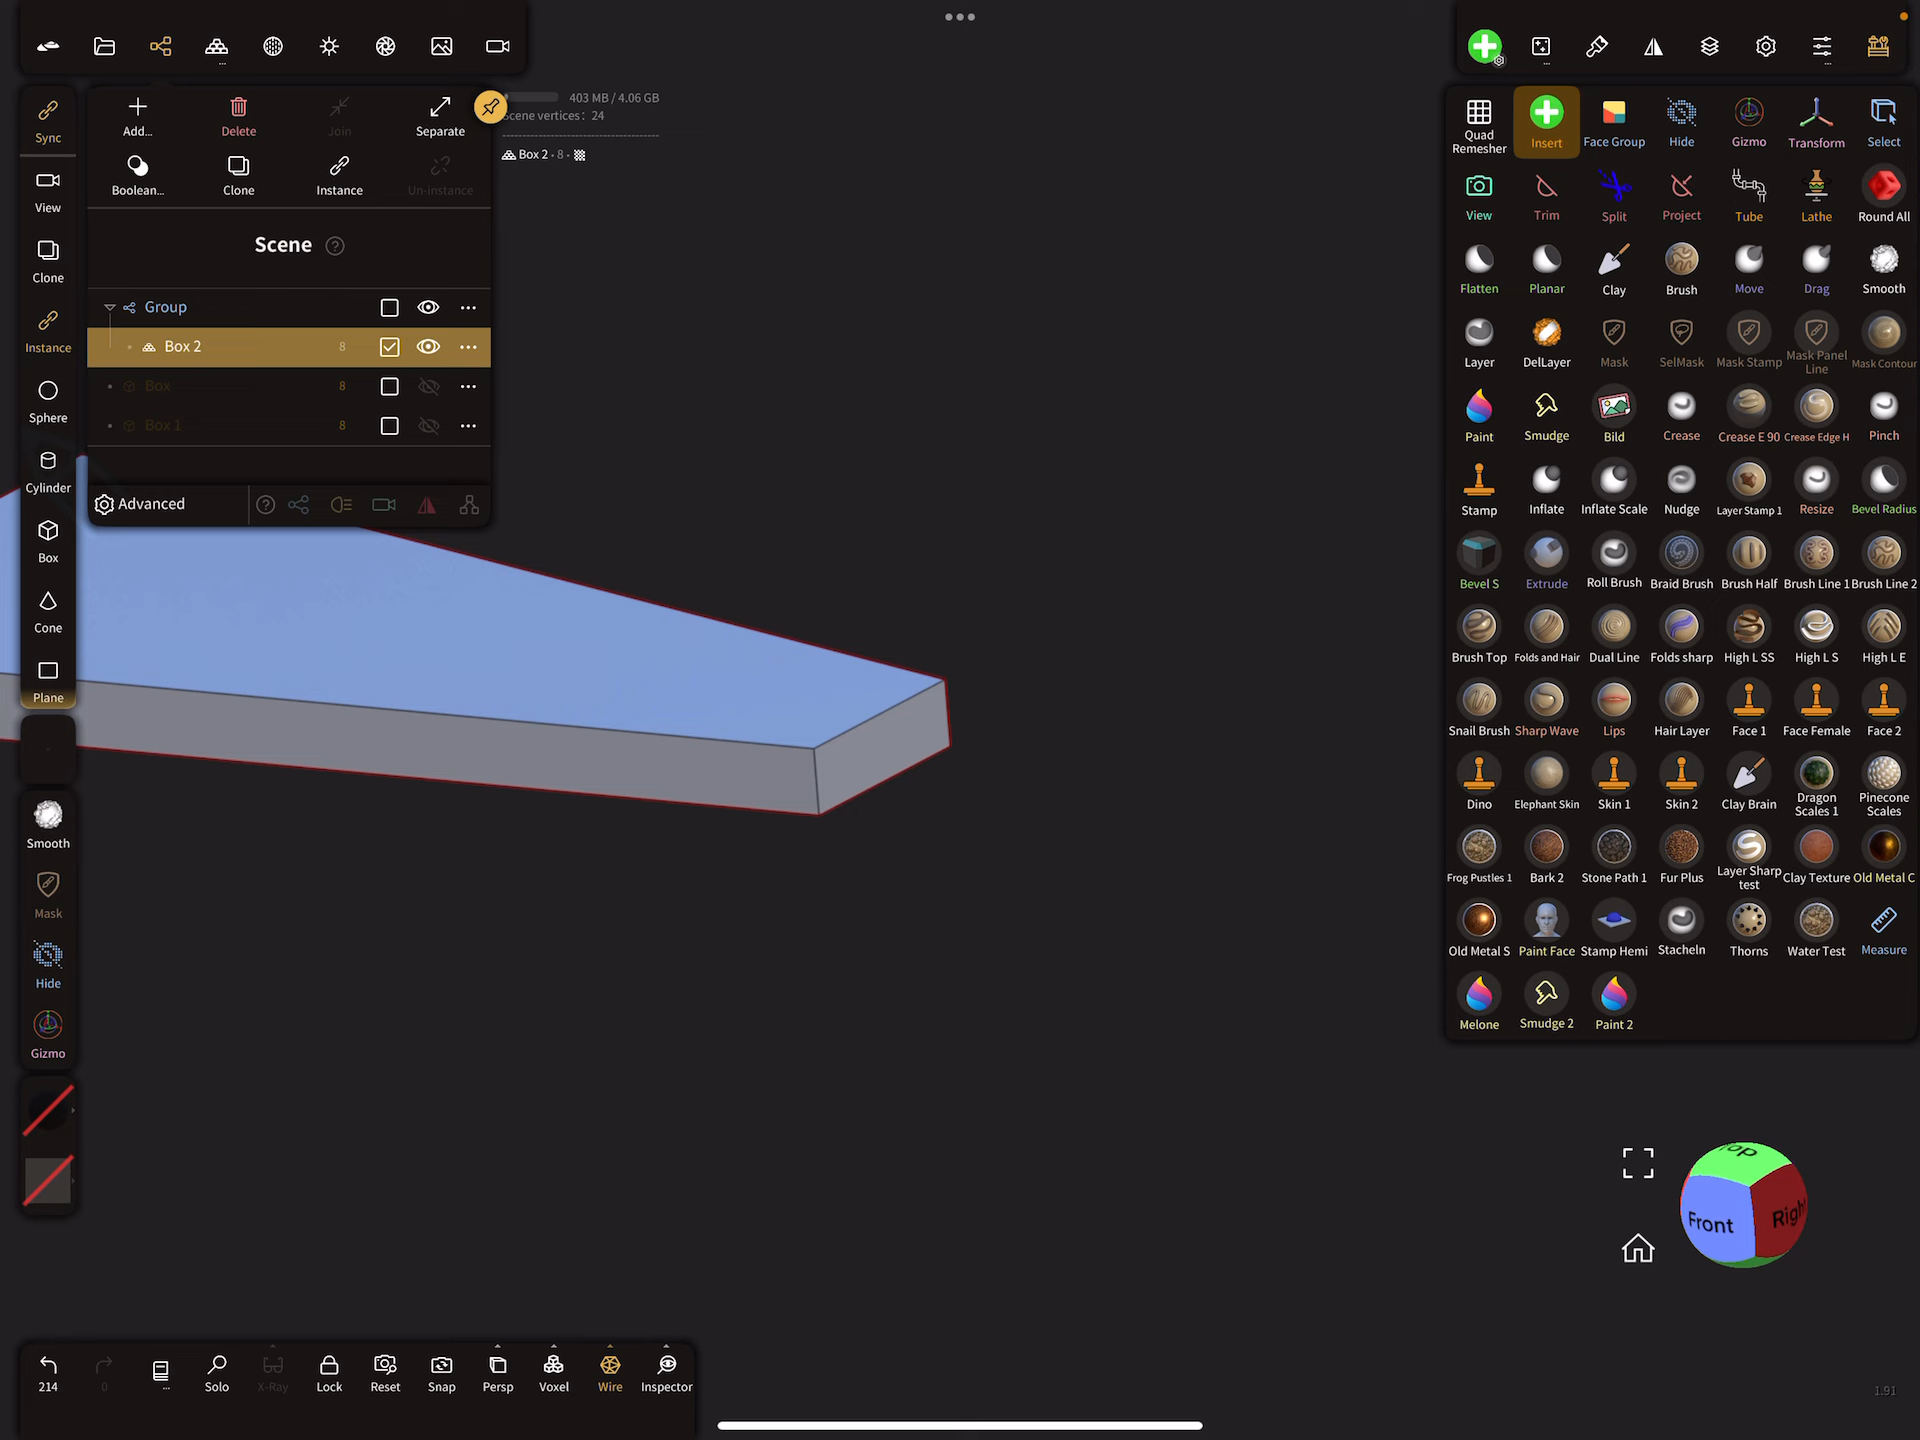 403 MB / 4.06 GB
Scene vertices: 24
Box 2 · 8 ·
Add...
Delete
Join
Separate
Boolean...
Clone
Instance
Un-instance
Scene
Group
Box 2 8
Box 8
Box 1 8
Advanced
Sync
View
Clone
Instance
Sphere
Cylinder
Box
Cone
Plane
Smooth
Mask
Hide
Gizmo
Quad Remesher
Insert
Face Group
Hide
Gizmo
Transform
Select
View
Trim
Split
Project
Tube
Lathe
Round All
Flatten
Planar
Clay
Brush
Move
Drag
Smooth
Layer
DelLayer
Mask
SelMask
Mask Stamp
Mask Panel Line
Mask Contour
Paint
Smudge
Bild
Crease
Crease E 90
Crease Edge H
Pinch
Stamp
Inflate
Inflate Scale
Nudge
Layer Stamp 1
Resize
Bevel Radius
Bevel S
Extrude
Roll Brush
Braid Brush
Brush Half
Brush Line 1
Brush Line 2
Brush Top
Folds and Hair
Dual Line
Folds sharp
High L SS
High L S
High L E
Snail Brush
Sharp Wave
Lips
Hair Layer
Face 1
Face Female
Face 2
Dino
Elephant Skin
Skin 1
Skin 2
Clay Brain
Dragon Scales 1
Pinecone Scales
Frog Pustles 1
Bark 2
Stone Path 1
Fur Plus
Layer Sharp test
Clay Texture
Old Metal C
Old Metal S
Paint Face
Stamp Hemi
Stacheln
Thorns
Water Test
Measure
Melone
Smudge 2
Paint 2
Top
Front
Right
214
0
Solo
X-Ray
Lock
Reset
Snap
Persp
Voxel
Wire
Inspector
1.91